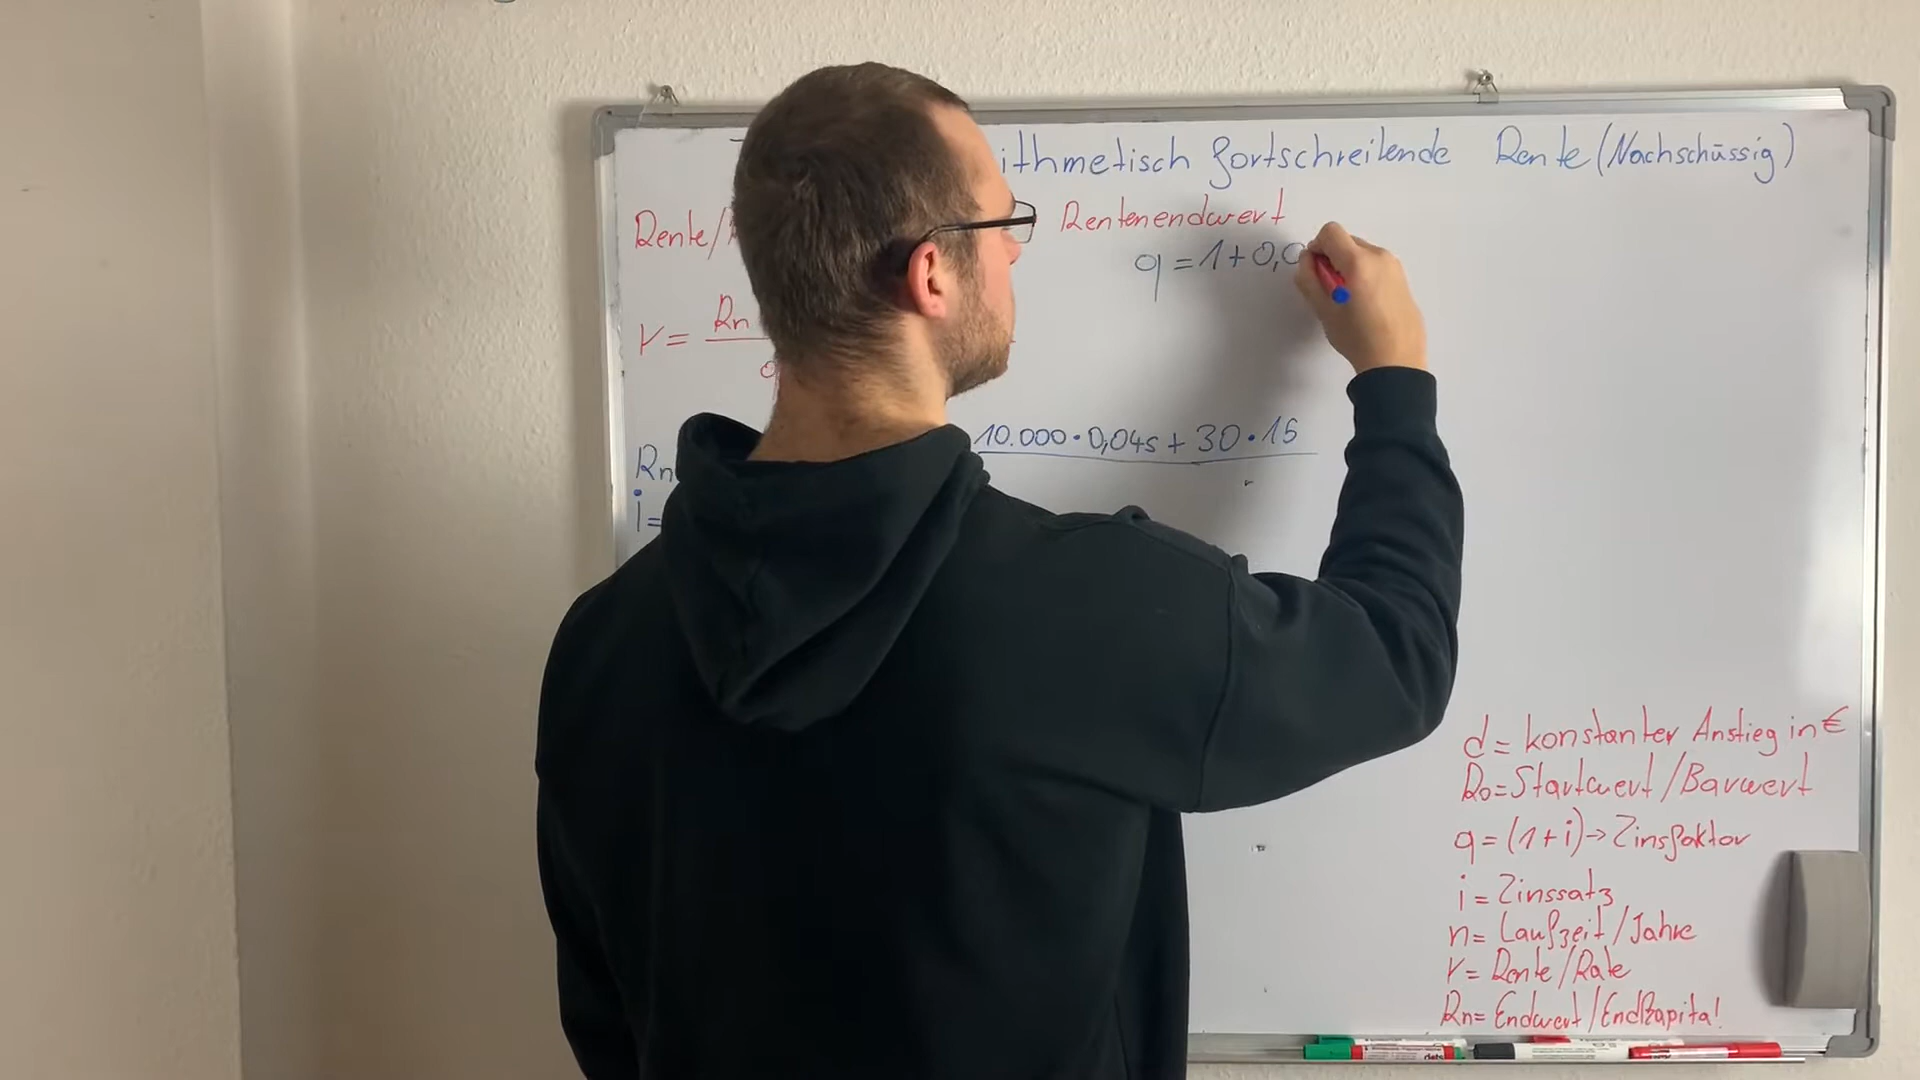 ithmetisch fortschreitende Rente (Nachschüssig)
Rente/
Rentenendwert
q = 1 + 0,0
r = Rn
q
10.000 • 0,045 + 30 • 15
Rn
i =
d = konstanter Anstieg in €
R0 = Startwert / Barwert
q = (1 + i) → Zinsfaktor
i = Zinssatz
n = Laufzeit / Jahre
r = Rente / Rate
Rn = Endwert / Endkapital